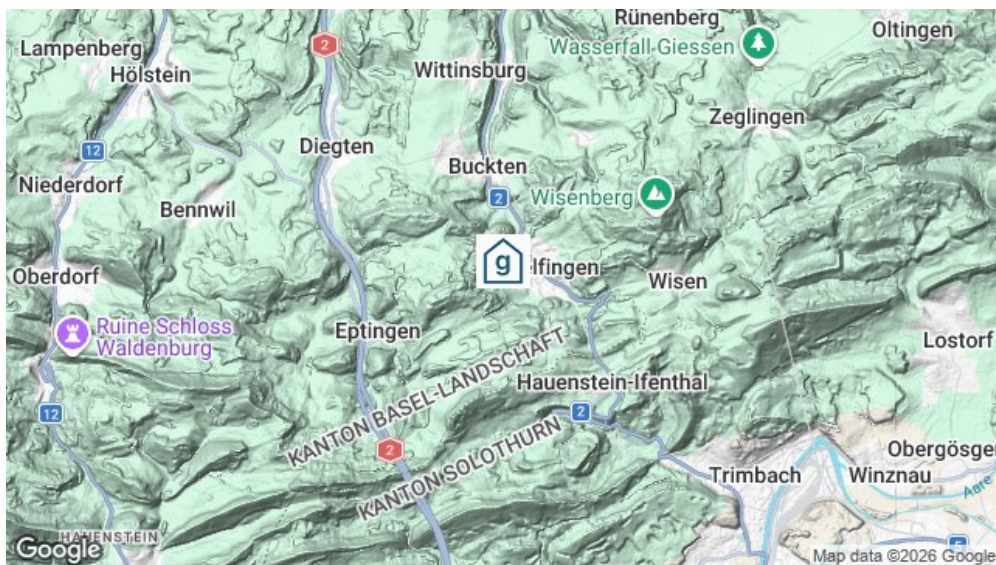 Rünenberg
Oltingen
Lampenberg
2
Wasserfall Giessen
Hölstein
Wittinsburg
Zeglingen
Diegten
12
Buckten
Niederdorf
2
Wisenberg
Bennwil
g
elfingen
Oberdorf
Wisen
Ruine Schloss
Waldenburg
Eptingen
Lostorf
KANTON BASEL-LANDSCHAFT
Hauenstein-Ifenthal
12
2
KANTON SOLOTHURN
2
Obergösgen
Trimbach
Winznau
Aare
HAUENSTEIN
5
Google
Map data ©2026 Google